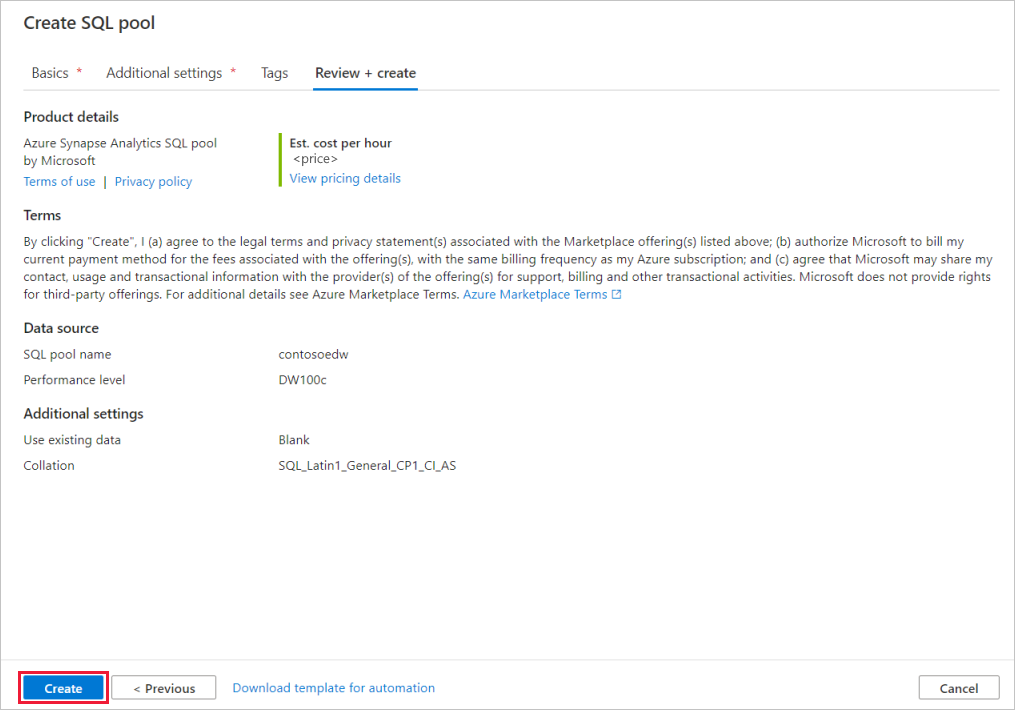 Create SQL pool
Basics *
Additional settings *
Tags
Review + create
Product details
Azure Synapse Analytics SQL pool
by Microsoft
Terms of use | Privacy policy
Est. cost per hour
<price>
View pricing details
Terms
By clicking "Create", I (a) agree to the legal terms and privacy statement(s) associated with the Marketplace offering(s) listed above; (b) authorize Microsoft to bill my
current payment method for the fees associated with the offering(s), with the same billing frequency as my Azure subscription; and (c) agree that Microsoft may share my
contact, usage and transactional information with the provider(s) of the offering(s) for support, billing and other transactional activities. Microsoft does not provide rights
for third-party offerings. For additional details see Azure Marketplace Terms. Azure Marketplace Terms
Data source
SQL pool name contosoedw
Performance level DW100c
Additional settings
Use existing data Blank
Collation SQL_Latin1_General_CP1_CI_AS
Create
< Previous
Download template for automation
Cancel